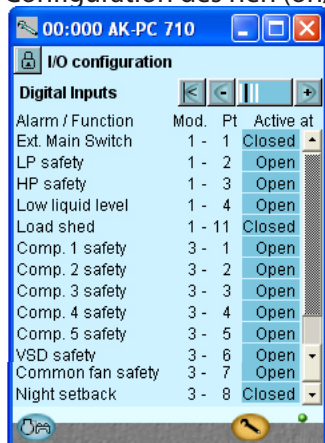 00:000 AK-PC 710
I/O configuration
Digital Inputs
Alarm / Function Mod. Pt Active at
Ext. Main Switch 1 - 1 Closed
LP safety 1 - 2 Open
HP safety 1 - 3 Open
Low liquid level 1 - 4 Open
Load shed 1 - 11 Closed
Comp. 1 safety 3 - 1 Open
Comp. 2 safety 3 - 2 Open
Comp. 3 safety 3 - 3 Open
Comp. 4 safety 3 - 4 Open
Comp. 5 safety 3 - 5 Open
VSD safety 3 - 6 Open
Common fan safety 3 - 7 Open
Night setback 3 - 8 Closed